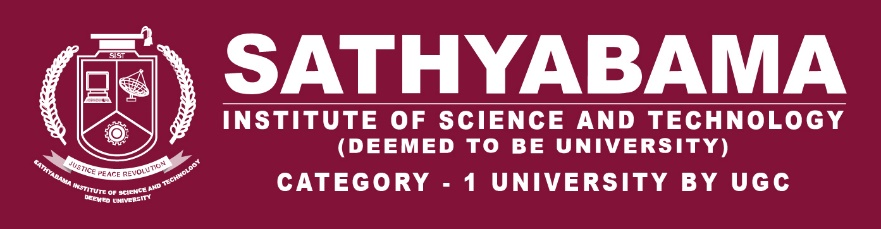 SIST
JUSTICE PEACE REVOLUTION
SATHYABAMA INSTITUTE OF SCIENCE AND TECHNOLOGY
DEEMED UNIVERSITY
SATHYABAMA
INSTITUTE OF SCIENCE AND TECHNOLOGY
(DEEMED TO BE UNIVERSITY)
CATEGORY - 1 UNIVERSITY BY UGC